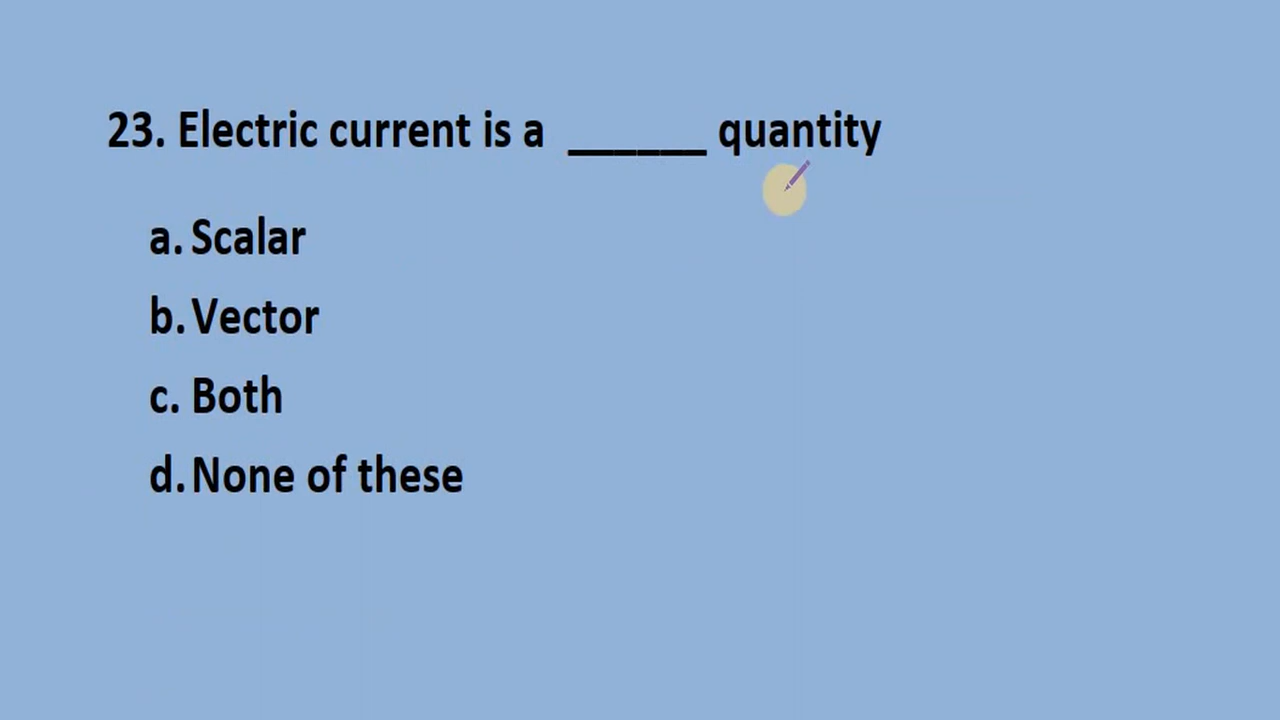 23. Electric current is a ______ quantity
a. Scalar
b. Vector
c. Both
d. None of these